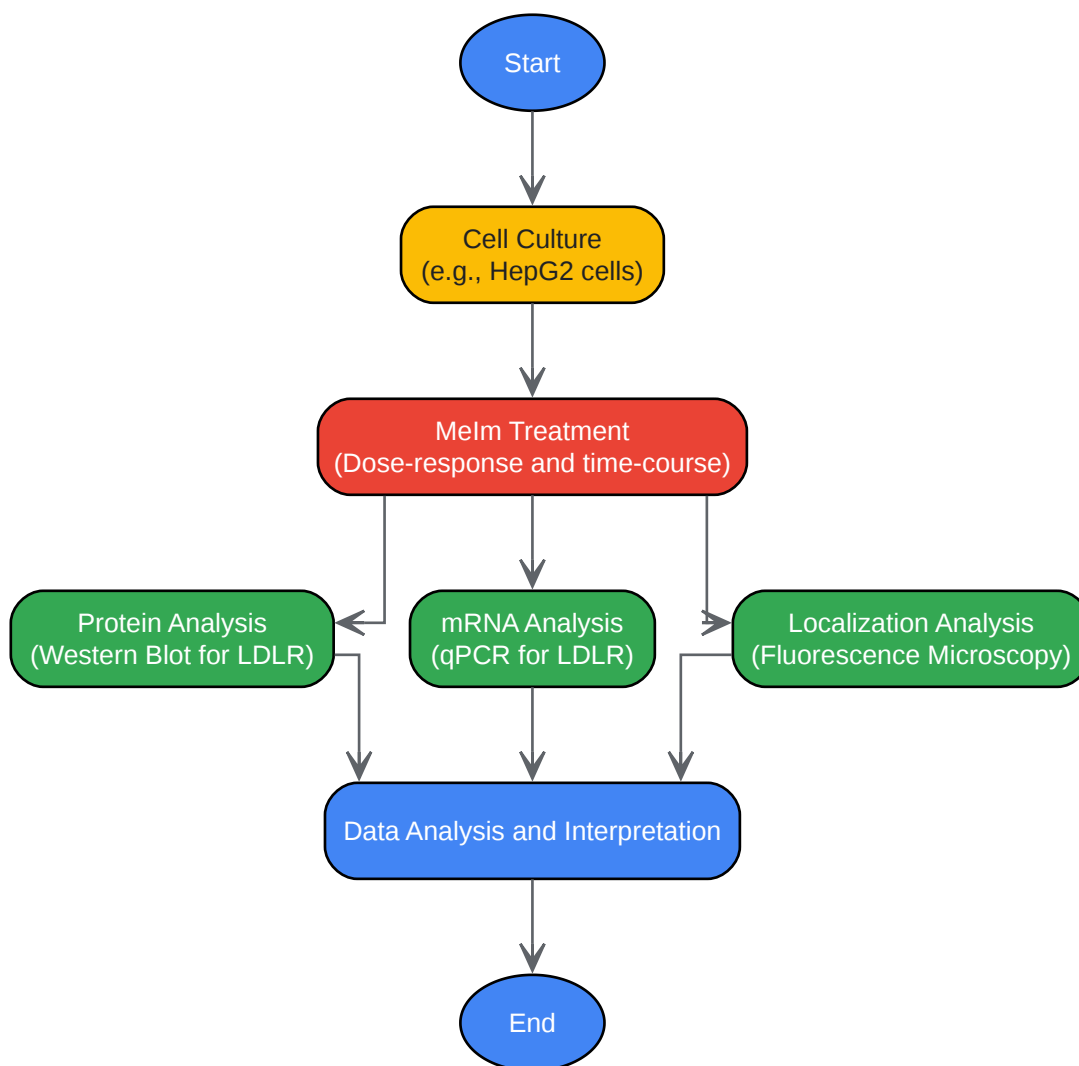 Start
Cell Culture
(e.g., HepG2 cells)
MeIm Treatment
(Dose-response and time-course)
Protein Analysis
(Western Blot for LDLR)
mRNA Analysis
(qPCR for LDLR)
Localization Analysis
(Fluorescence Microscopy)
Data Analysis and Interpretation
End